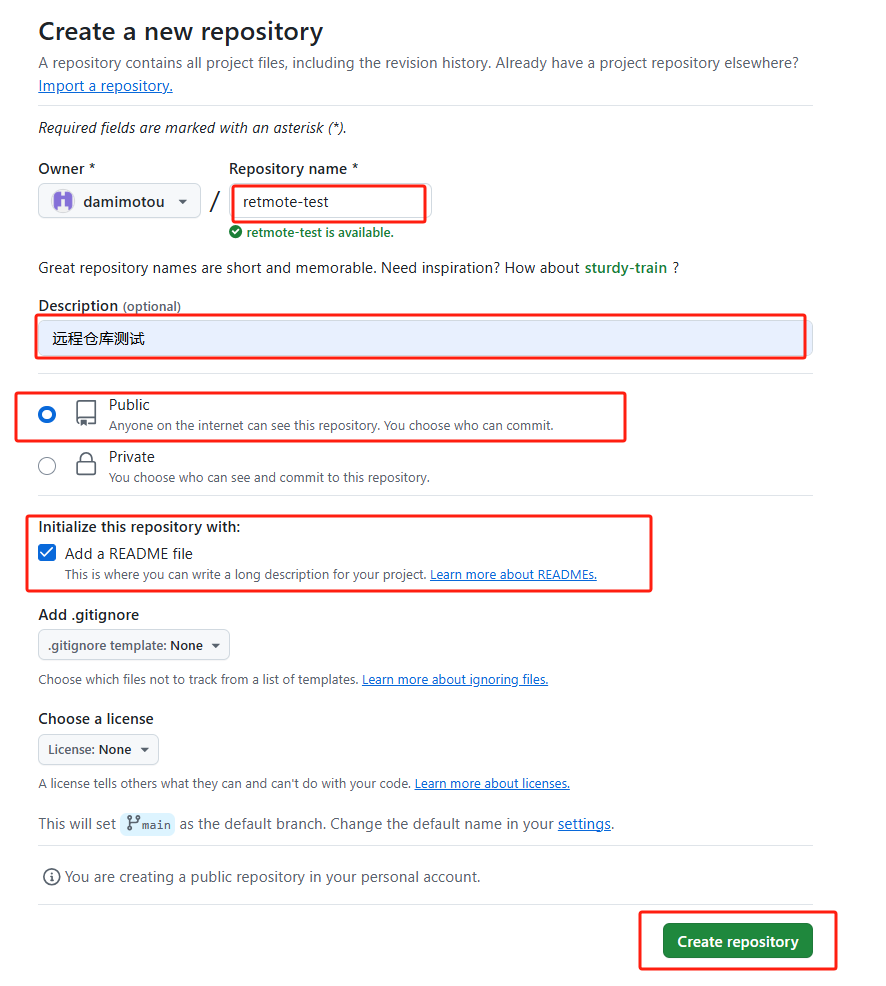 Create a new repository
A repository contains all project files, including the revision history. Already have a project repository elsewhere?
Import a repository.
Required fields are marked with an asterisk (*).
Owner *
Repository name *
damimotou
/
retmote-test
retmote-test is available.
Great repository names are short and memorable. Need inspiration? How about sturdy-train ?
Description (optional)
远程仓库测试
Public
Anyone on the internet can see this repository. You choose who can commit.
Private
You choose who can see and commit to this repository.
Initialize this repository with:
Add a README file
This is where you can write a long description for your project. Learn more about READMEs.
Add .gitignore
.gitignore template: None
Choose which files not to track from a list of templates. Learn more about ignoring files.
Choose a license
License: None
A license tells others what they can and can't do with your code. Learn more about licenses.
This will set main as the default branch. Change the default name in your settings.
You are creating a public repository in your personal account.
Create repository